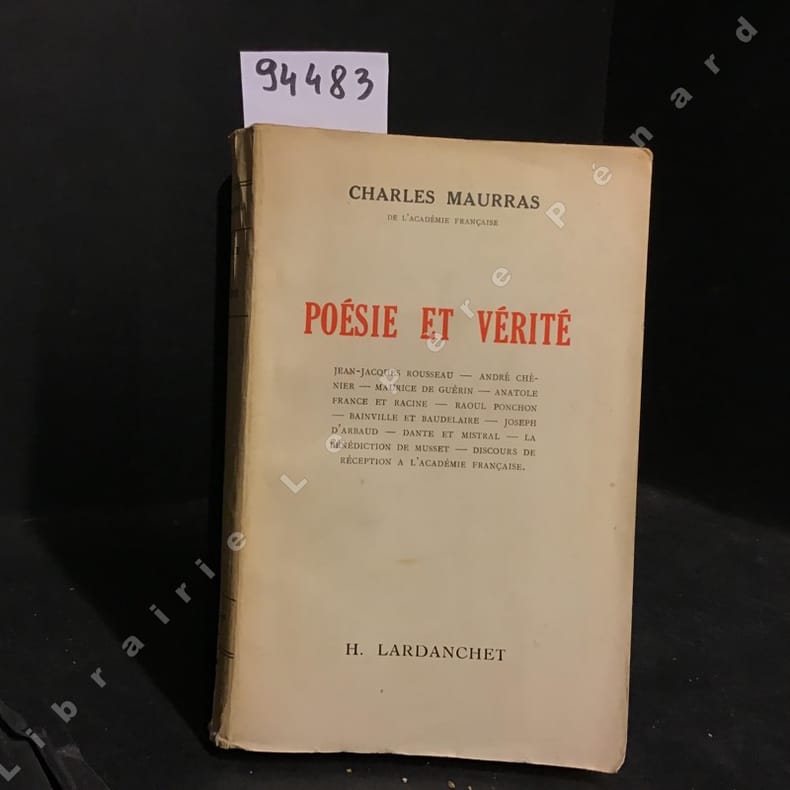 94483
CHARLES MAURRAS
DE L'ACADÉMIE FRANÇAISE
POÉSIE ET VÉRITÉ
JEAN-JACQUES ROUSSEAU — ANDRÉ CHÉ-
NIER — MAURICE DE GUÉRIN — ANATOLE
FRANCE ET RACINE — RAOUL PONCHON
— BAINVILLE ET BAUDELAIRE — JOSEPH
D'ARBAUD — DANTE ET MISTRAL — LA
BÉNÉDICTION DE MUSSET — DISCOURS DE
RÉCEPTION A L'ACADÉMIE FRANÇAISE.
H. LARDANCHET
Librairie Le Père Pénard